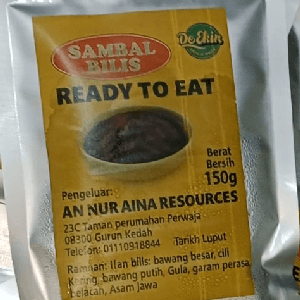 SAMBAL
BILIS
DeEkin
READY TO EAT
Berat
Bersih
150g
Pengeluar:
AN NUR AINA RESOURCES
23C Taman perumahan Perwaja
08300 Gurun Kedah
Telefon: 01110918844 Tarikh Luput
Ramuan: Ilan bilis: bawang besar, cili
Kering, bawang putih, Gula, garam perasa,
belacan, Asam jawa